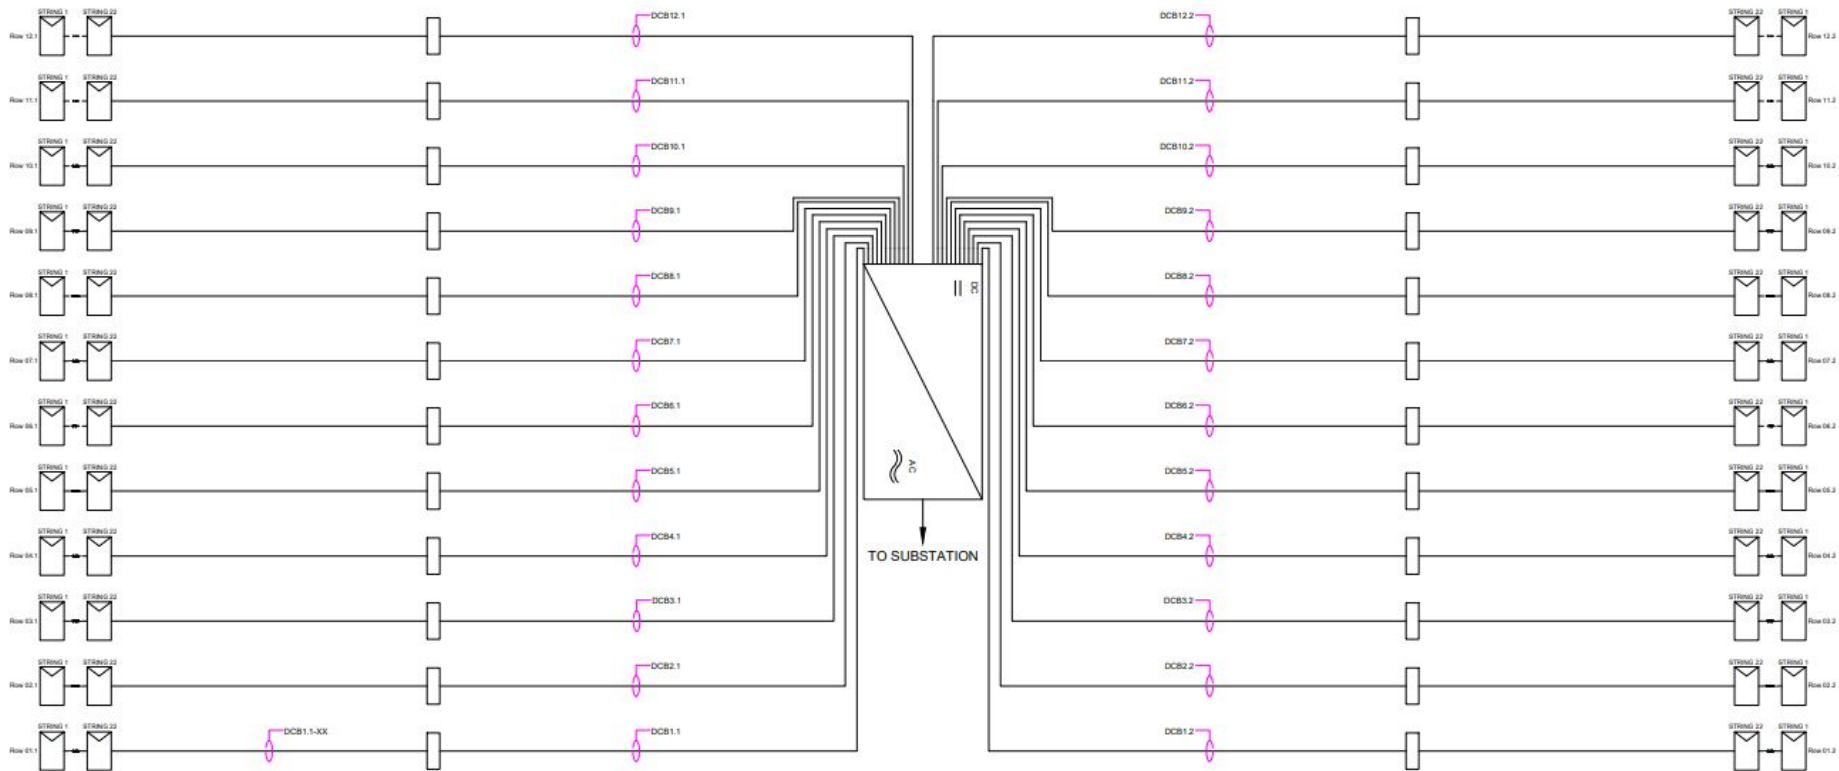 STRING 1 STRING 22 DCB12.1 DCB12.2 STRING 22 STRING 1
Row 12.1 Row 12.2
STRING 1 STRING 22 DCB11.1 DCB11.2 STRING 22 STRING 1
Row 11.1 Row 11.2
STRING 1 STRING 22 DCB10.1 DCB10.2 STRING 22 STRING 1
Row 10.1 Row 10.2
STRING 1 STRING 22 DCB9.1 DCB9.2 STRING 22 STRING 1
Row 09.1 Row 09.2
STRING 1 STRING 22 DCB8.1 DCB8.2 STRING 22 STRING 1
DC
Row 08.1 Row 08.2
STRING 1 STRING 22 DCB7.1 DCB7.2 STRING 22 STRING 1
Row 07.1 Row 07.2
STRING 1 STRING 22 DCB6.1 DCB6.2 STRING 22 STRING 1
Row 06.1 Row 06.2
STRING 1 STRING 22 DCB5.1 AC DCB5.2 STRING 22 STRING 1
Row 05.1 Row 05.2
STRING 1 STRING 22 DCB4.1 DCB4.2 STRING 22 STRING 1
Row 04.1 TO SUBSTATION Row 04.2
STRING 1 STRING 22 DCB3.1 DCB3.2 STRING 22 STRING 1
Row 03.1 Row 03.2
STRING 1 STRING 22 DCB2.1 DCB2.2 STRING 22 STRING 1
Row 02.1 Row 02.2
STRING 1 STRING 22 DCB1.1-XX DCB1.1 DCB1.2 STRING 22 STRING 1
Row 01.1 Row 01.2